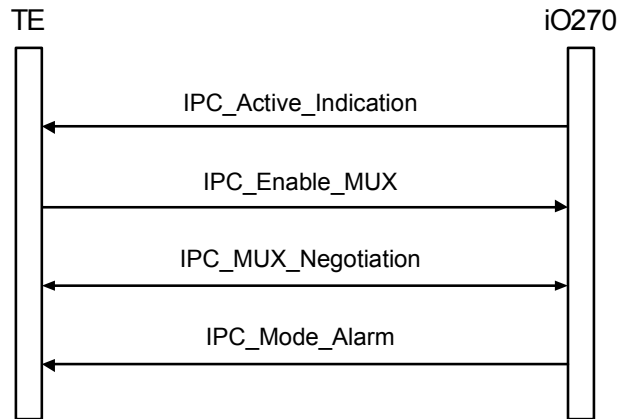 TE
iO270
IPC_Active_Indication
IPC_Enable_MUX
IPC_MUX_Negotiation
IPC_Mode_Alarm